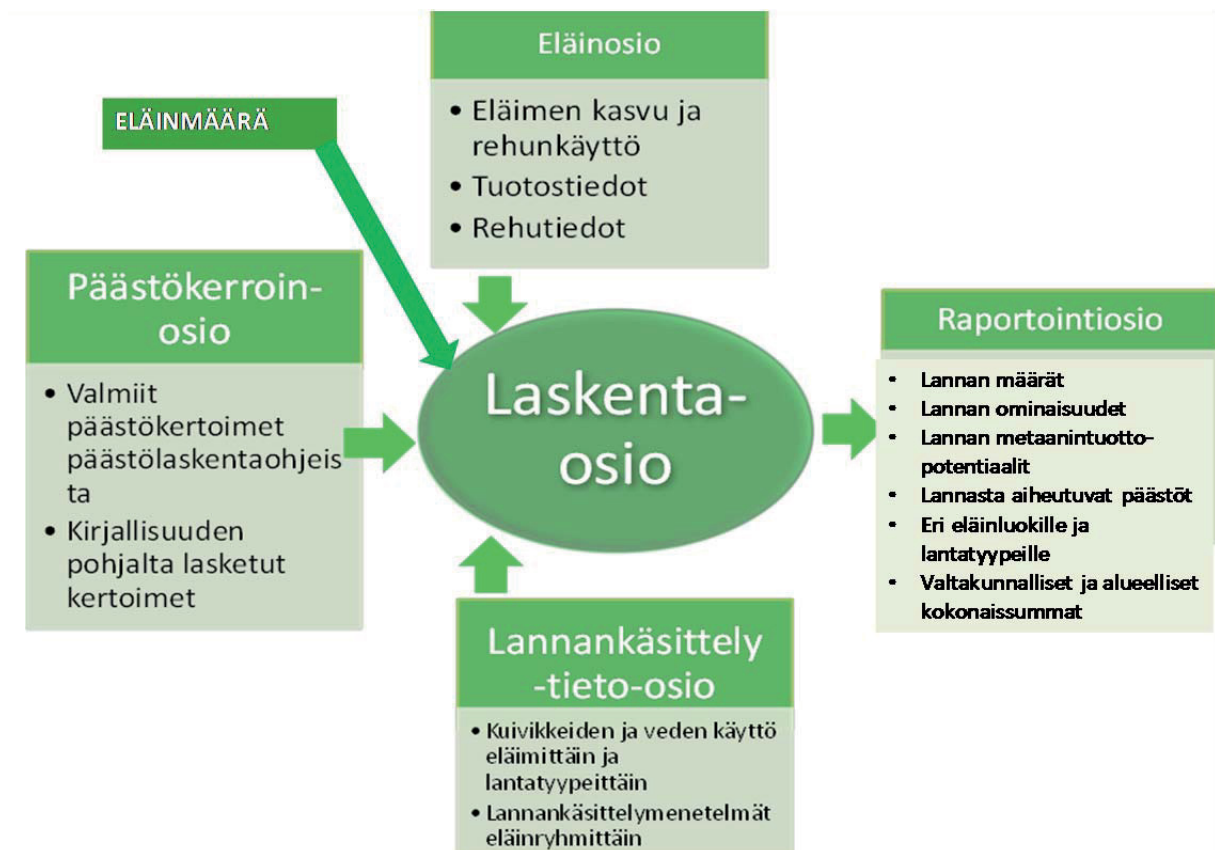 Eläinosio
• Eläimen kasvu ja
rehunkäyttö
• Tuotostiedot
• Rehutiedot
ELÄINMÄÄRÄ
Päästökerroin-
osio
• Valmiit
päästökertoimet
päästölaskentaohjeis
ta
• Kirjallisuuden
pohjalta lasketut
kertoimet
Laskenta-
osio
Raportointiosio
• Lannan määrät
• Lannan ominaisuudet
• Lannan metaanintuotto-
potentiaalit
• Lannasta aiheutuvat päästöt
• Eri eläinluokille ja
lantatyypeille
• Valtakunnalliset ja alueelliset
kokonaissummat
Lannankäsittely
-tieto-osio
• Kuivikkeiden ja veden käyttö
eläimittäin ja
lantatyypeittäin
• Lannankäsittelymenetelmät
eläinryhmittäin